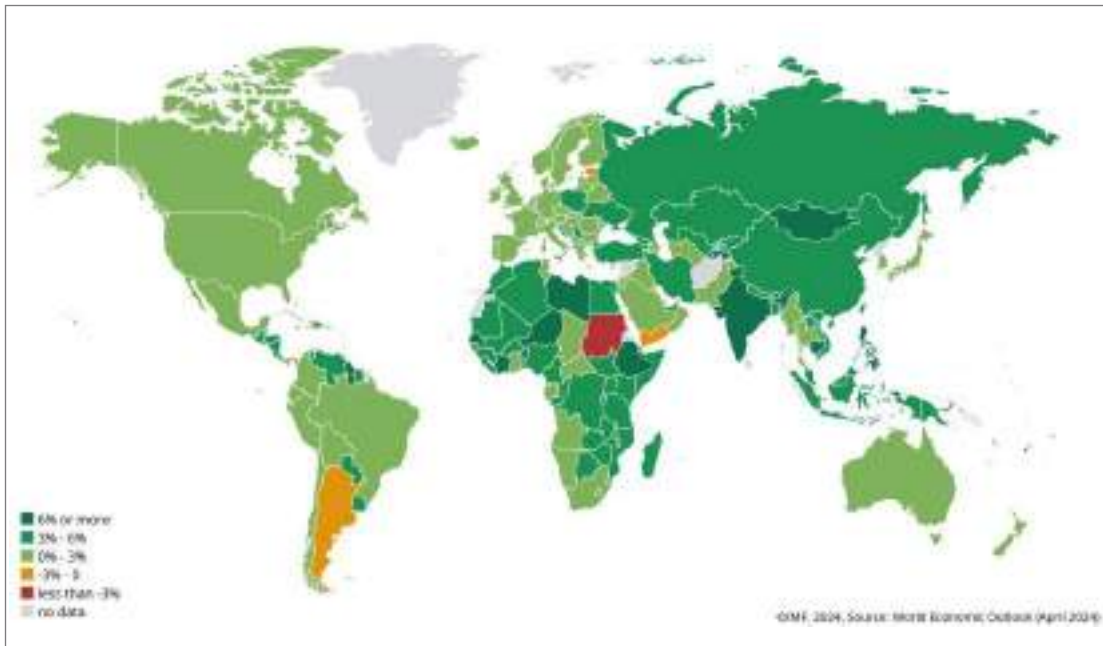 6% or more
3% - 6%
0% - 3%
-3% - 0
less than -3%
no data
©IMF, 2024, Source: World Economic Outlook (April 2024)